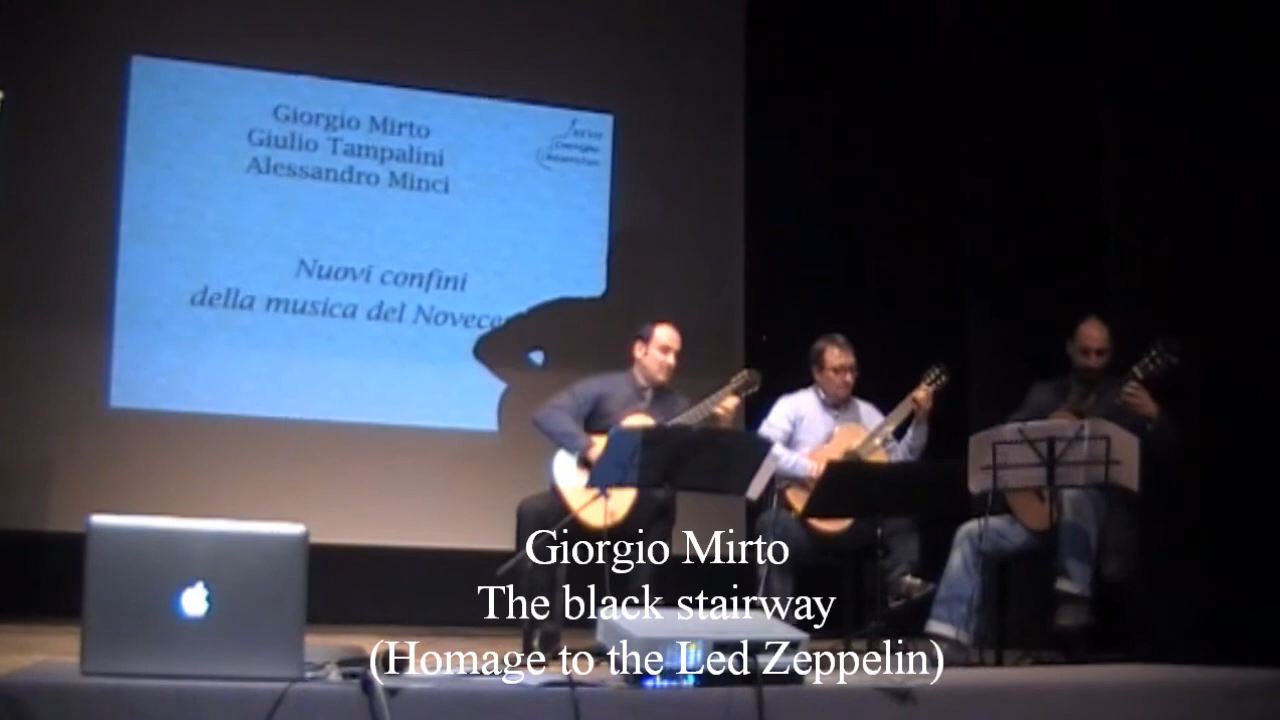 Giorgio Mirto
Giulio Tampalini
Alessandro Minci
Nuovi confini
della musica del
Giorgio Mirto
The black stairway
(Homage to the Led Zeppelin)